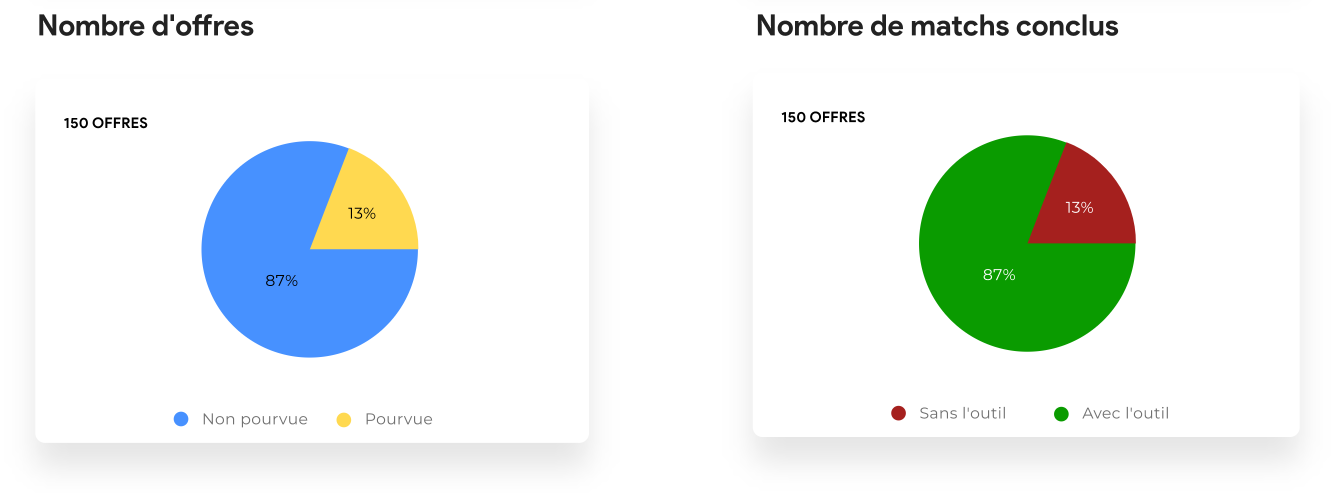 Nombre d'offres
150 OFFRES
13%
87%
Non pourvue
Pourvue
Nombre de matchs conclus
150 OFFRES
13%
87%
Sans l'outil
Avec l'outil